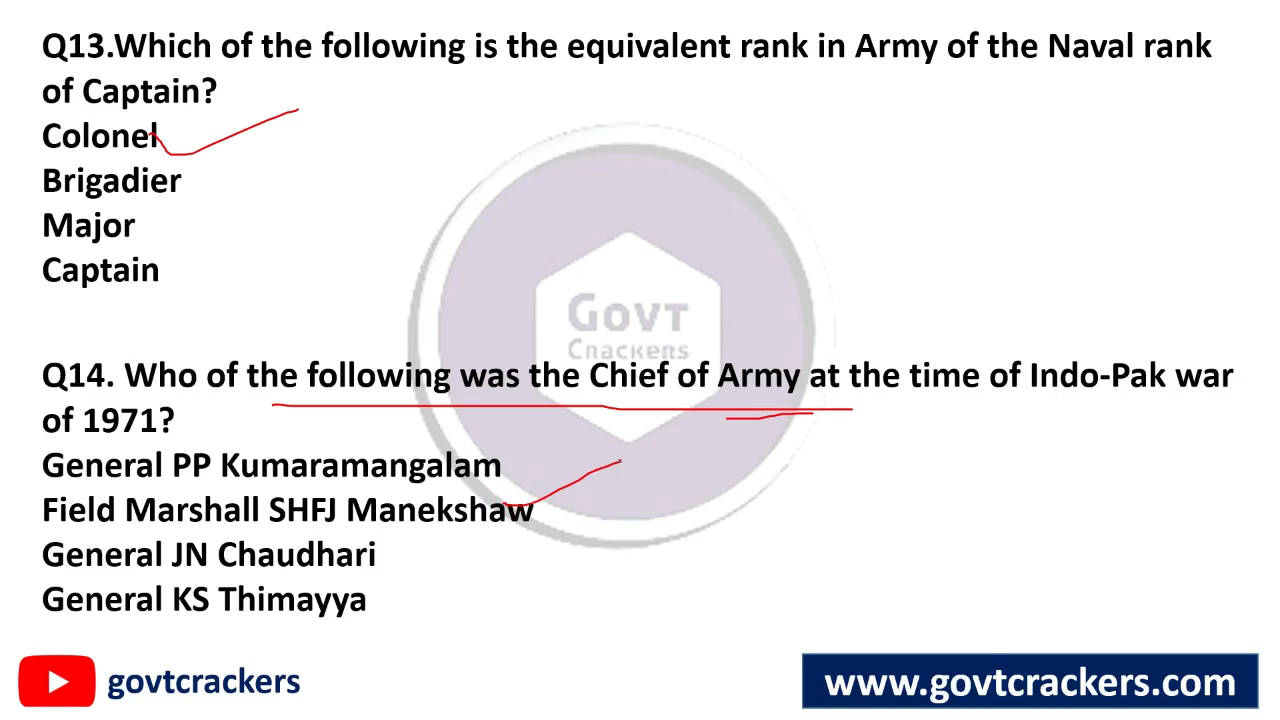 Q13.Which of the following is the equivalent rank in Army of the Naval rank
of Captain?
Colonel
Brigadier
Major
Captain
GOVT
CRACKERS
Q14. Who of the following was the Chief of Army at the time of Indo-Pak war
of 1971?
General PP Kumaramangalam
Field Marshall SHFJ Manekshaw
General JN Chaudhari
General KS Thimayya
govtcrackers
www.govtcrackers.com